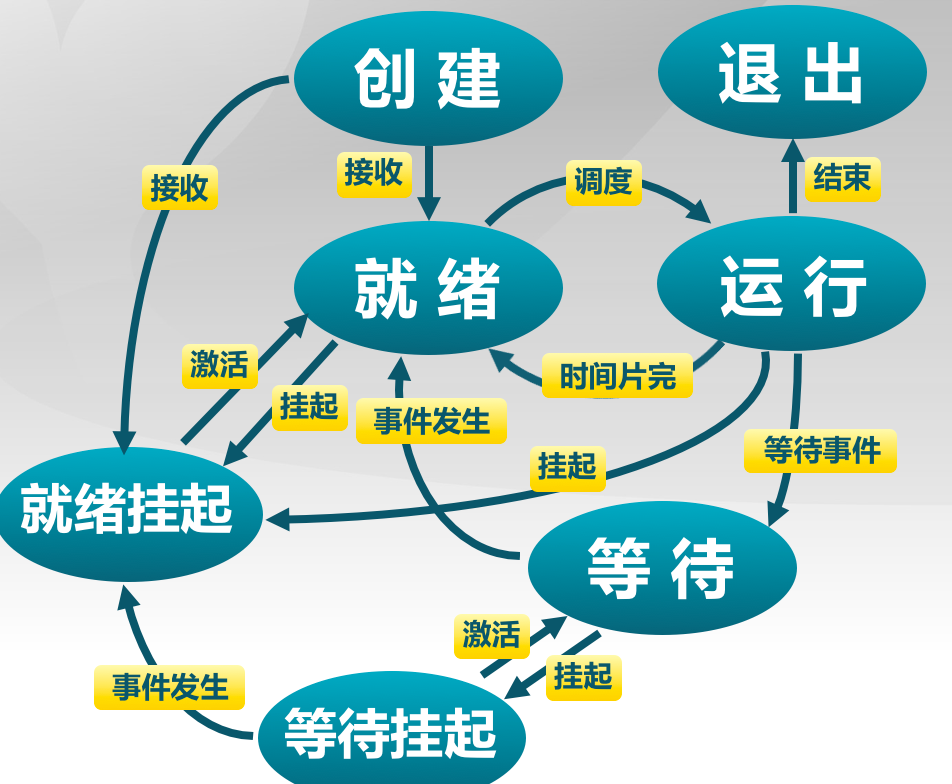 创 建
退 出
接收
接收
调度
结束
就 绪
运 行
激活
时间片完
挂起
事件发生
挂起
等待事件
就绪挂起
等 待
激活
挂起
事件发生
等待挂起